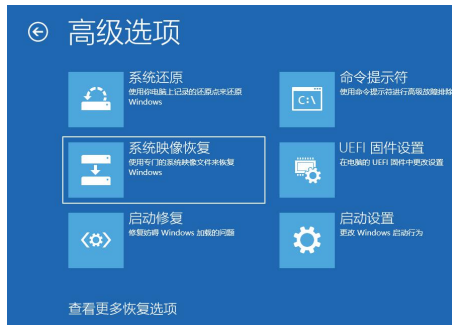 高级选项
系统还原
使用你电脑上记录的还原点来还原
Windows
命令提示符
使用命令提示符进行高级故障排除
C:\
系统映像恢复
使用专门的系统映像文件来恢复
Windows
UEFI 固件设置
在电脑的 UEFI 固件中更改设置
启动修复
修复妨碍 Windows 加载的问题
启动设置
更改 Windows 启动行为
查看更多恢复选项